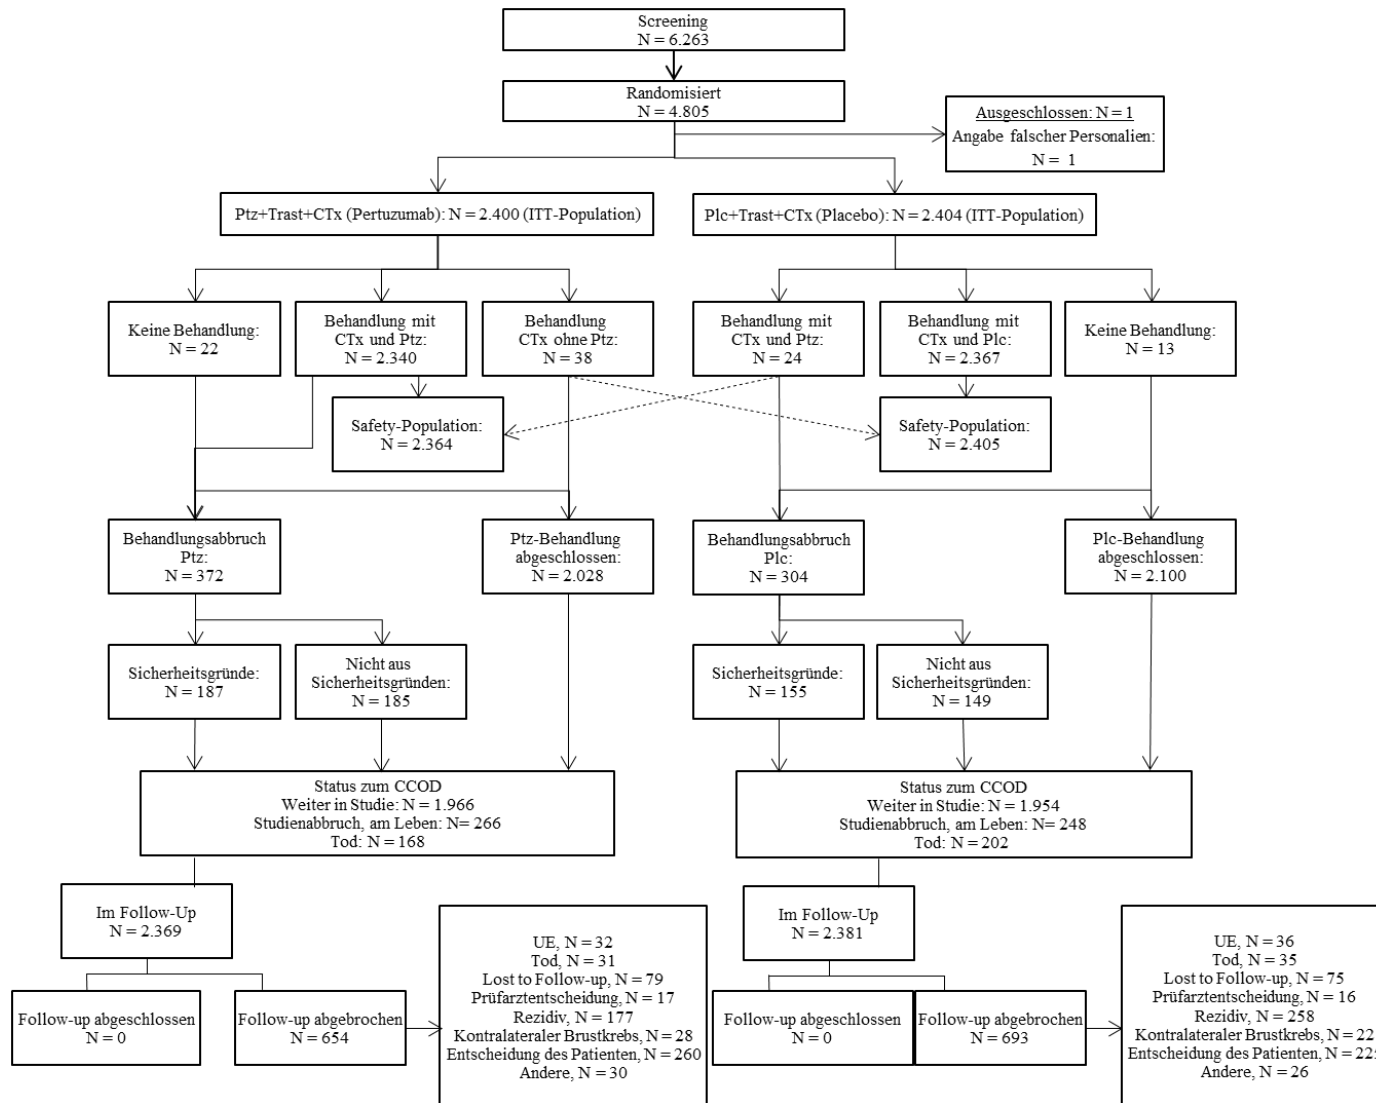 Screening
N = 6.263
Randomisiert
N = 4.805
Ausgeschlossen: N = 1
Angabe falscher Personalien:
N = 1
Ptz+Trast+CTx (Pertuzumab): N = 2.400 (ITT-Population)
Plc+Trast+CTx (Placebo): N = 2.404 (ITT-Population)
Keine Behandlung:
N = 22
Behandlung mit
CTx und Ptz:
N = 2.340
Behandlung
CTx ohne Ptz:
N = 38
Behandlung mit
CTx und Ptz:
N = 24
Behandlung mit
CTx und Plc:
N = 2.367
Keine Behandlung:
N = 13
Safety-Population:
N = 2.364
Safety-Population:
N = 2.405
Behandlungsabbruch
Ptz:
N = 372
Ptz-Behandlung
abgeschlossen:
N = 2.028
Behandlungsabbruch
Plc:
N = 304
Plc-Behandlung
abgeschlossen:
N = 2.100
Sicherheitsgründe:
N = 187
Nicht aus
Sicherheitsgründen:
N = 185
Sicherheitsgründe:
N = 155
Nicht aus
Sicherheitsgründen:
N = 149
Status zum CCOD
Weiter in Studie: N = 1.966
Studienabbruch, am Leben: N= 266
Tod: N = 168
Status zum CCOD
Weiter in Studie: N = 1.954
Studienabbruch, am Leben: N= 248
Tod: N = 202
Im Follow-Up
N = 2.369
Follow-up abgeschlossen
N = 0
Follow-up abgebrochen
N = 654
UE, N = 32
Tod, N = 31
Lost to Follow-up, N = 79
Prüfarztentscheidung, N = 17
Rezidiv, N = 177
Kontralateraler Brustkrebs, N = 28
Entscheidung des Patienten, N = 260
Andere, N = 30
Im Follow-Up
N = 2.381
Follow-up abgeschlossen
N = 0
Follow-up abgebrochen
N = 693
UE, N = 36
Tod, N = 35
Lost to Follow-up, N = 75
Prüfarztentscheidung, N = 16
Rezidiv, N = 258
Kontralateraler Brustkrebs, N = 22
Entscheidung des Patienten, N =
Andere, N = 26